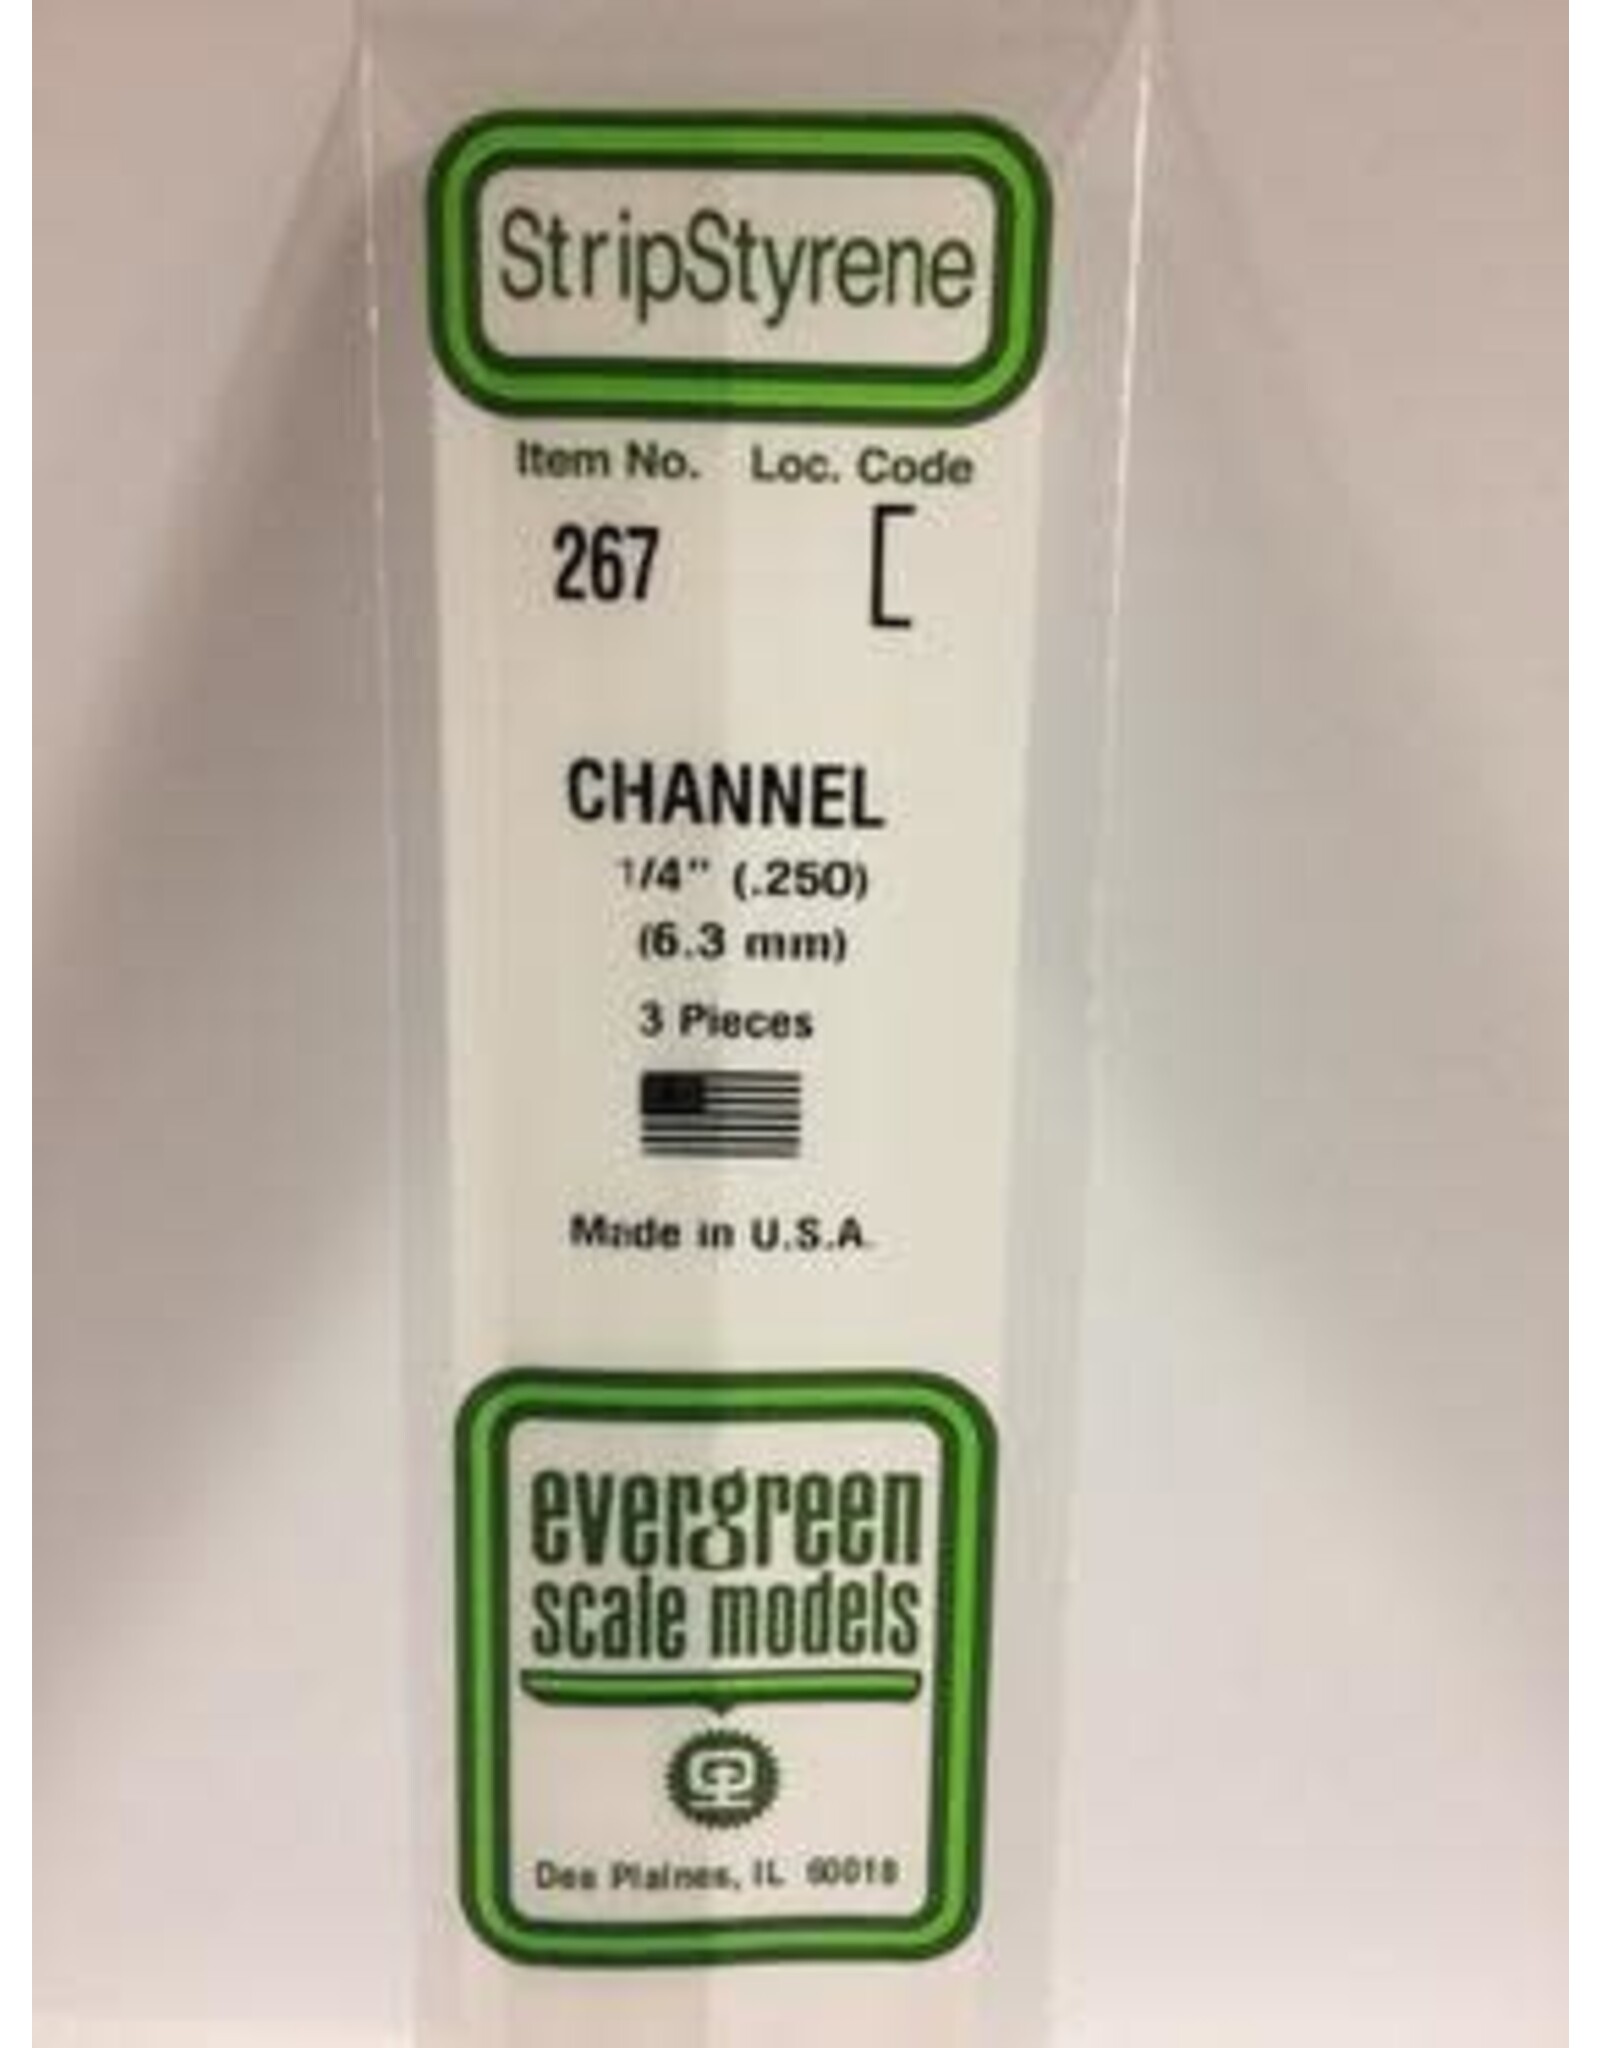 StripStyrene
Item No. Loc. Code
267
CHANNEL
1/4" (.250)
(6.3 mm)
3 Pieces
Made in U.S.A.
evergreen
scale models
Des Plaines, IL 60018